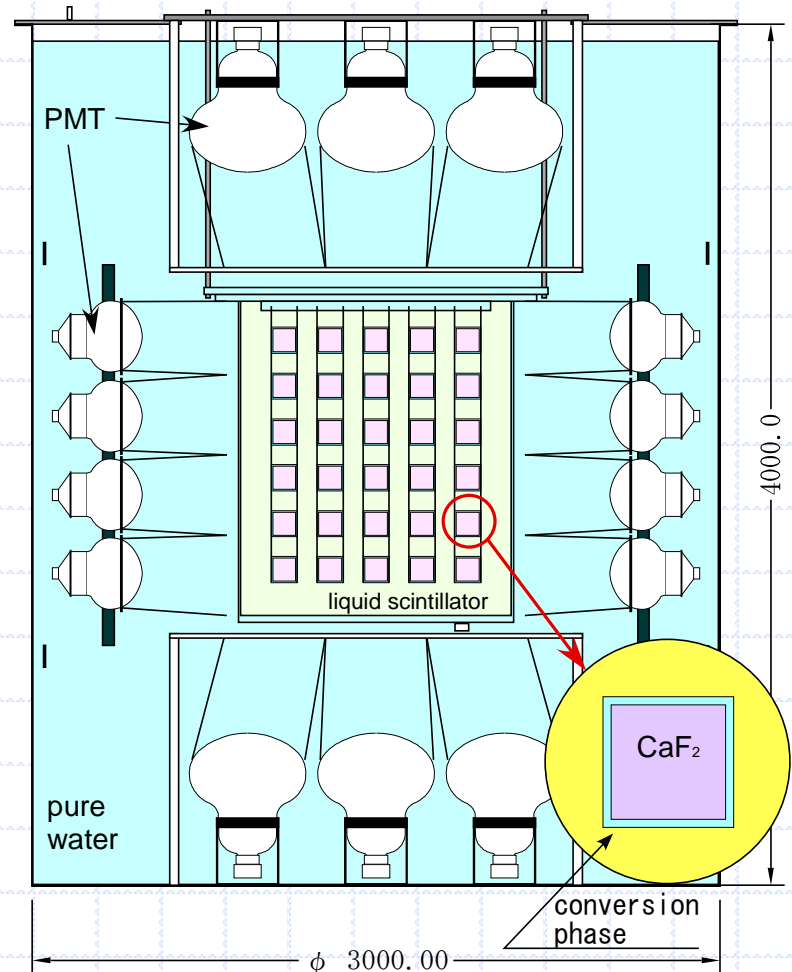 PMT
4000.0
liquid scintillator
CaF₂
pure
water
conversion
phase
φ 3000.00